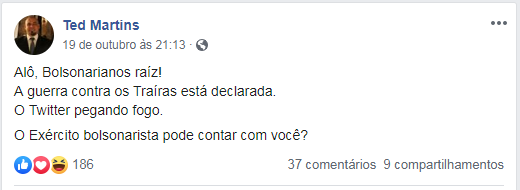 Ted Martins
19 de outubro às 21:13 ·
Alô, Bolsonarianos raíz!
A guerra contra os Traíras está declarada.
O Twitter pegando fogo.
O Exército bolsonarista pode contar com você?
186
37 comentários 9 compartilhamentos